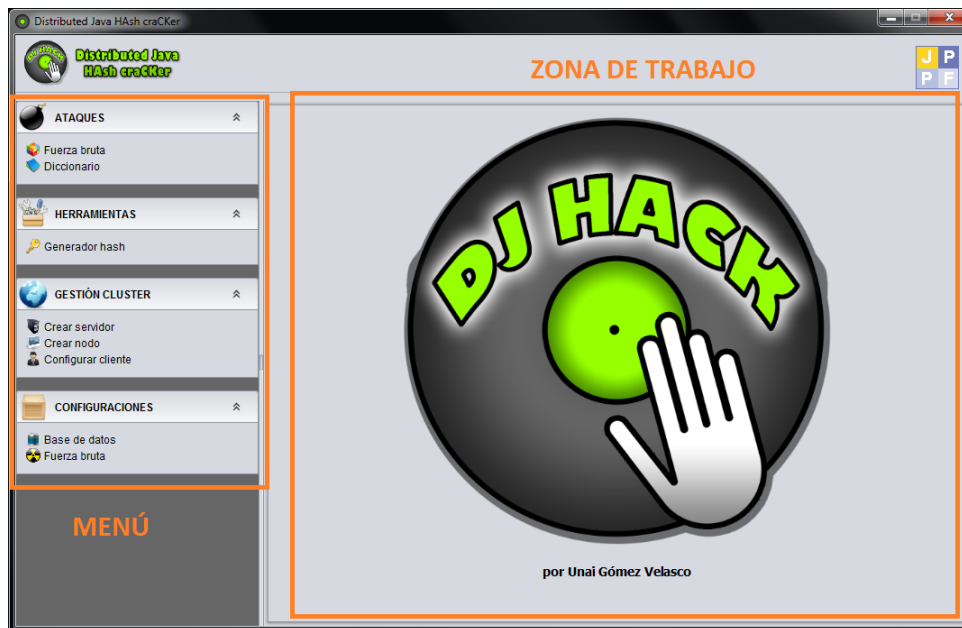 Distributed Java HAsh craCKer
DJ HACK
Distributed Java
HAsh craCKer
ZONA DE TRABAJO
J P
P F
ATAQUES
Fuerza bruta
Diccionario
HERRAMIENTAS
Generador hash
GESTIÓN CLUSTER
Crear servidor
Crear nodo
Configurar cliente
CONFIGURACIONES
Base de datos
Fuerza bruta
MENÚ
DJ HACK
por Unai Gómez Velasco